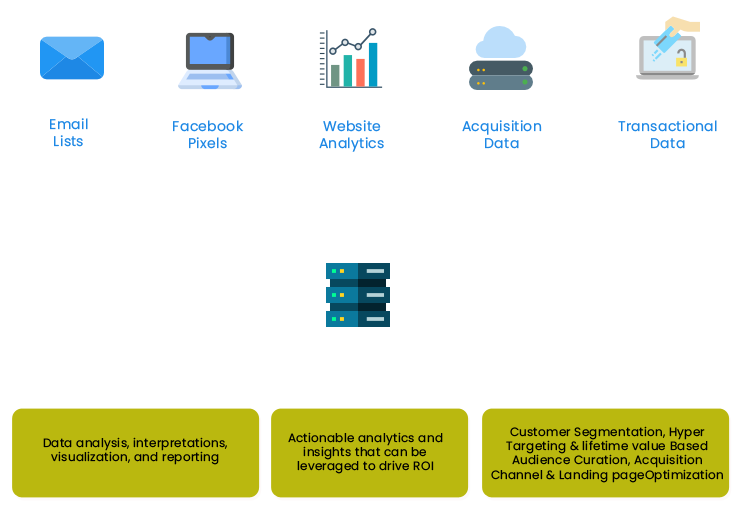 Email
Lists
Facebook
Pixels
Website
Analytics
Acquisition
Data
Transactional
Data
Data analysis, interpretations,
visualization, and reporting
Actionable analytics and
insights that can be
leveraged to drive ROI
Customer Segmentation, Hyper
Targeting & lifetime value Based
Audience Curation, Acquisition
Channel & Landing pageOptimization